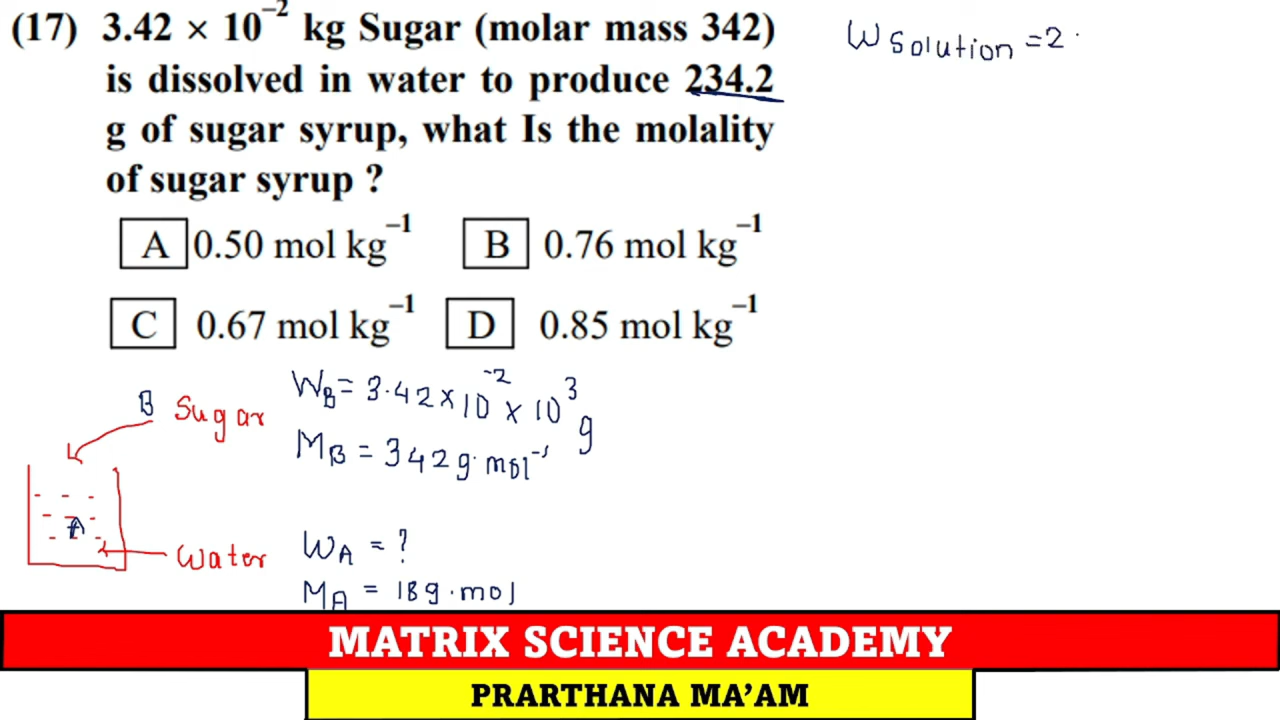 (17) 3.42 × 10⁻² kg Sugar (molar mass 342)
is dissolved in water to produce 234.2
g of sugar syrup, what Is the molality
of sugar syrup ?
A 0.50 mol kg⁻¹ B 0.76 mol kg⁻¹
C 0.67 mol kg⁻¹ D 0.85 mol kg⁻¹
W Solution = 2
B Sugar
W_B = 3.42 × 10⁻² × 10³ g
M_B = 342 g. mol⁻¹
A
Water
W_A = ?
M_A = 18 g. mol
MATRIX SCIENCE ACADEMY
PRARTHANA MA’AM